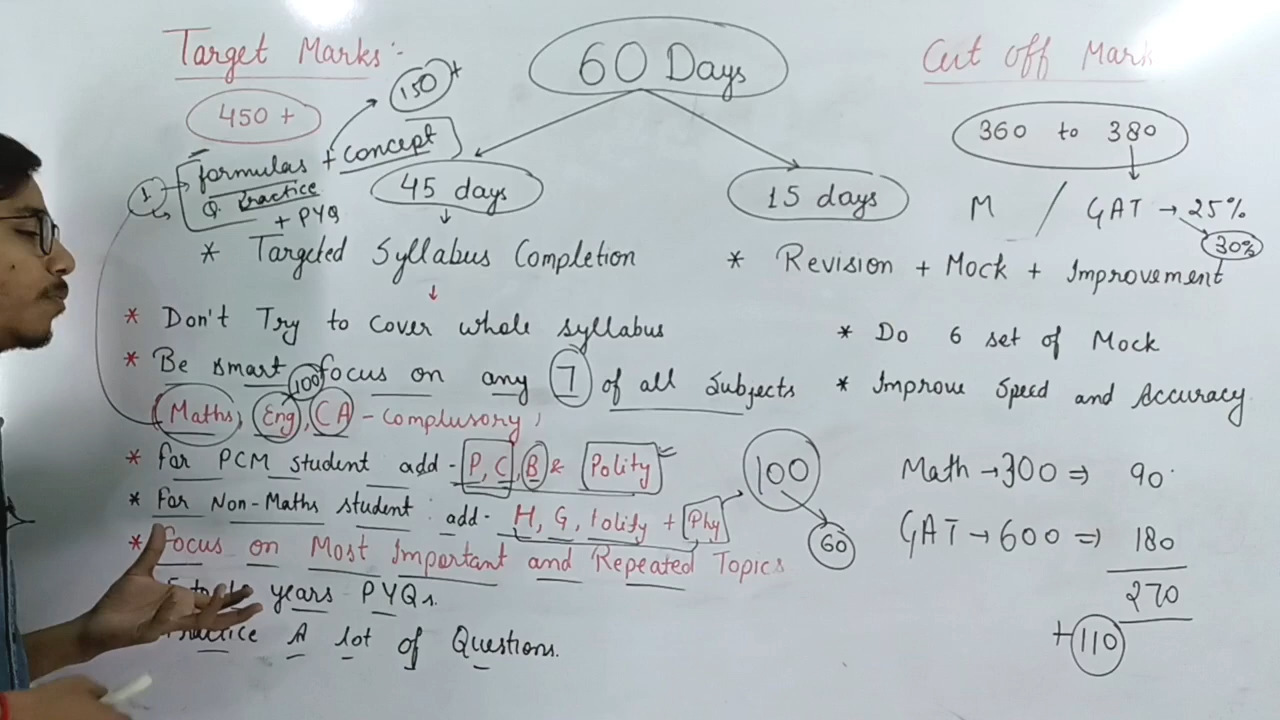 Target Marks:-
450 +
150+
60 Days
Cut off Mark
360 to 380
1
formulas + concept
Q. Practice
+ PYQ
45 days
15 days
M / GAT → 25%
30%
* Targeted Syllabus Completion
* Revision + Mock + Improvement
* Don't Try to cover whole syllabus
* Do 6 set of Mock
* Be smart focus on any 7 of all Subjects
* Improve Speed and Accuracy
100
Maths, Eng, CA - Complusory,
* for PCM student add - P, C, B & Polity
100
60
Math → 300 ⇒ 90
* For Non-Maths student add- H, G, Polity + Phy
GAT → 600 ⇒ 180
* Focus on Most Important and Repeated Topics
270
years PYQs.
+ 110
Practice A lot of Questions.